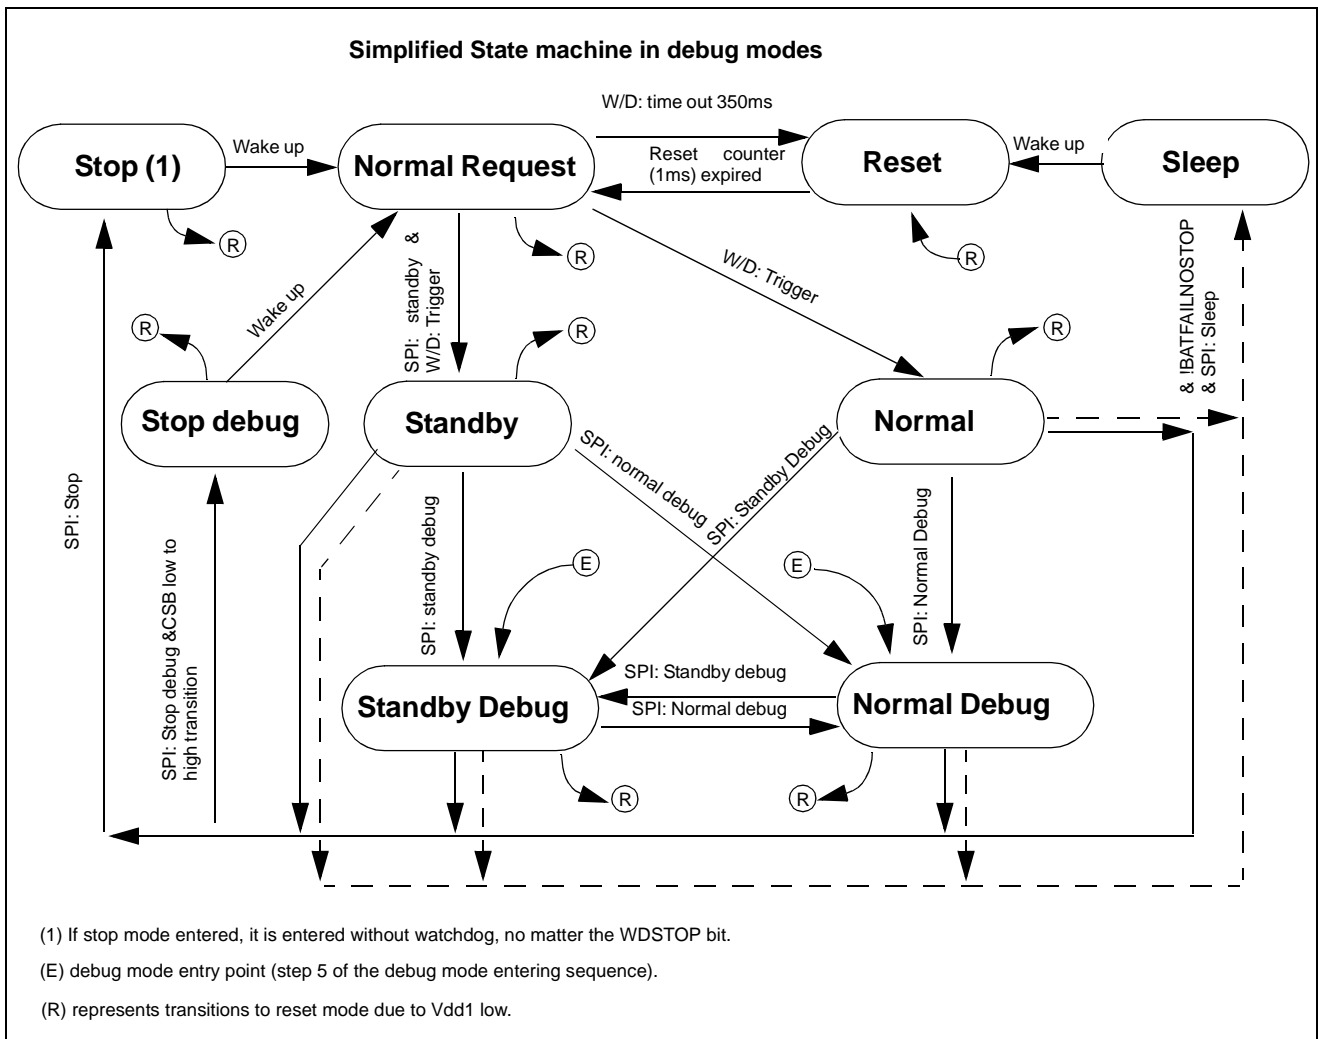 Simplified State machine in debug modes
W/D: time out 350ms
Stop (1)
Wake up
Normal Request
Reset counter
(1ms) expired
Reset
Wake up
Sleep
R
SPI: standby &
W/D: Trigger
R
R
W/D: Trigger
& !BATFAILNOSTOP
& SPI: Sleep
Wake up
R
R
R
Stop debug
Standby
Normal
SPI: Stop
SPI: Stop debug &CSB low to
high transition
SPI: standby debug
SPI: normal debug
SPI: Standby Debug
SPI: Normal Debug
E
E
SPI: Standby debug
Standby Debug
SPI: Normal debug
Normal Debug
R
R
(1) If stop mode entered, it is entered without watchdog, no matter the WDSTOP bit.
(E) debug mode entry point (step 5 of the debug mode entering sequence).
(R) represents transitions to reset mode due to Vdd1 low.